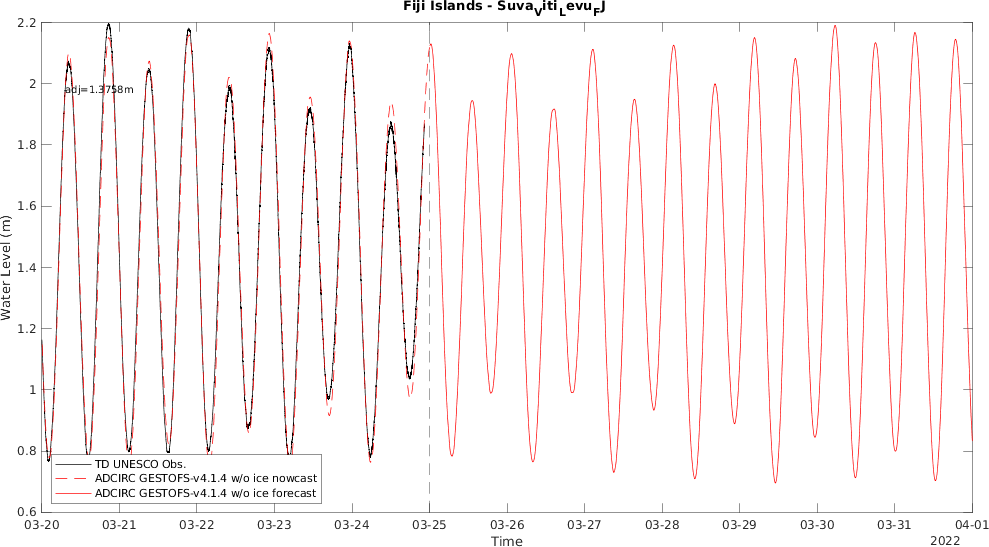 Fiji Islands - SuvaVitiLevuFJ
2.2
2
1.8
1.6
1.4
1.2
1
0.8
0.6
Water Level (m)
adj=1.3758m
TD UNESCO Obs.
ADCIRC GESTOFS-v4.1.4 w/o ice nowcast
ADCIRC GESTOFS-v4.1.4 w/o ice forecast
03-20 03-21 03-22 03-23 03-24 03-25 03-26 03-27 03-28 03-29 03-30 03-31 04-01
Time
2022